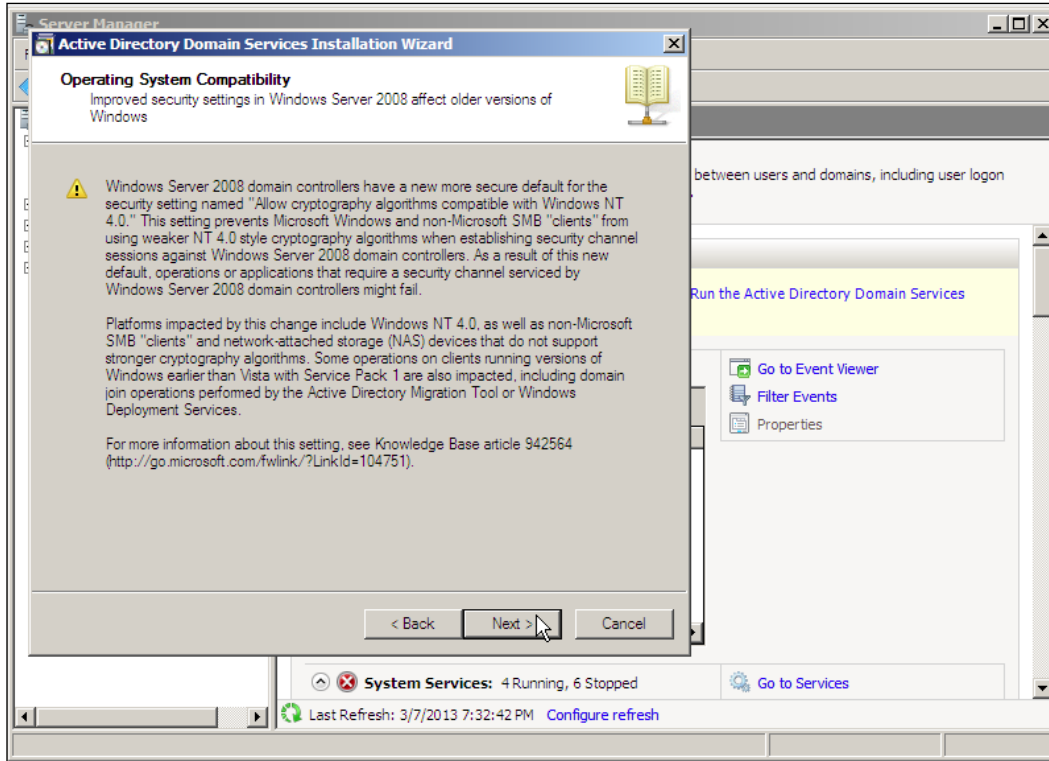 Server Manager
Active Directory Domain Services Installation Wizard
Operating System Compatibility
Improved security settings in Windows Server 2008 affect older versions of
Windows
Windows Server 2008 domain controllers have a new more secure default for the
security setting named "Allow cryptography algorithms compatible with Windows NT
4.0." This setting prevents Microsoft Windows and non-Microsoft SMB "clients" from
using weaker NT 4.0 style cryptography algorithms when establishing security channel
sessions against Windows Server 2008 domain controllers. As a result of this new
default, operations or applications that require a security channel serviced by
Windows Server 2008 domain controllers might fail.
Platforms impacted by this change include Windows NT 4.0, as well as non-Microsoft
SMB "clients" and network-attached storage (NAS) devices that do not support
stronger cryptography algorithms. Some operations on clients running versions of
Windows earlier than Vista with Service Pack 1 are also impacted, including domain
join operations performed by the Active Directory Migration Tool or Windows
Deployment Services.
For more information about this setting, see Knowledge Base article 942564
(http://go.microsoft.com/fwlink/?LinkId=104751).
< Back
Next >
Cancel
between users and domains, including user logon
Run the Active Directory Domain Services
Go to Event Viewer
Filter Events
Properties
System Services: 4 Running, 6 Stopped
Go to Services
Last Refresh: 3/7/2013 7:32:42 PM Configure refresh